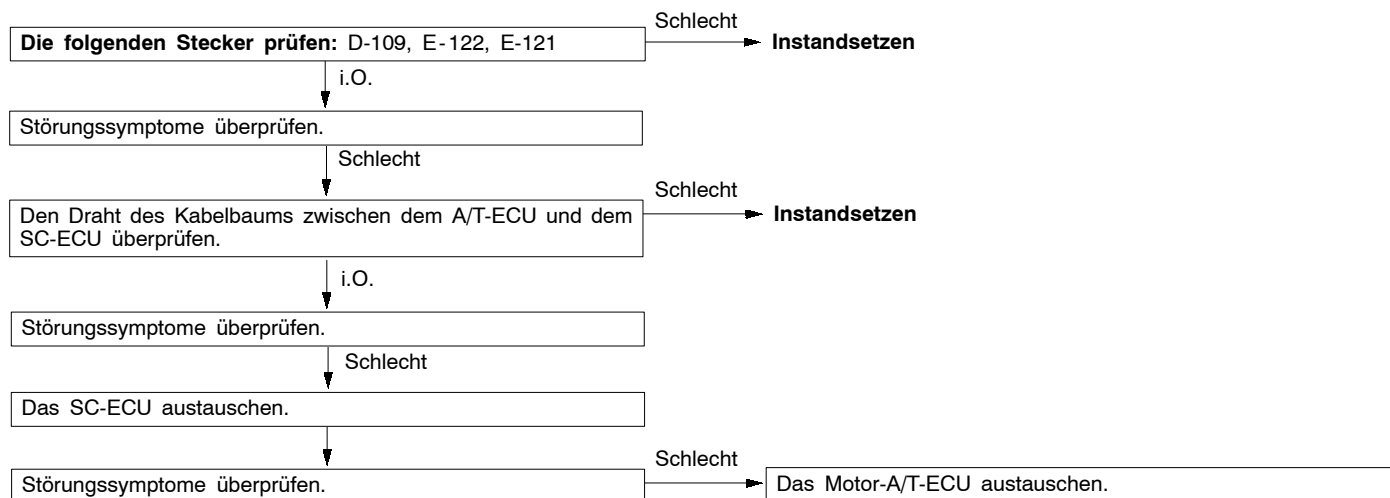 Schlecht
Die folgenden Stecker prüfen: D-109, E-122, E-121
Instandsetzen
i.O.
Störungssymptome überprüfen.
Schlecht
Schlecht
Den Draht des Kabelbaums zwischen dem A/T-ECU und dem
SC-ECU überprüfen.
Instandsetzen
i.O.
Störungssymptome überprüfen.
Schlecht
Das SC-ECU austauschen.
Schlecht
Störungssymptome überprüfen.
Das Motor-A/T-ECU austauschen.